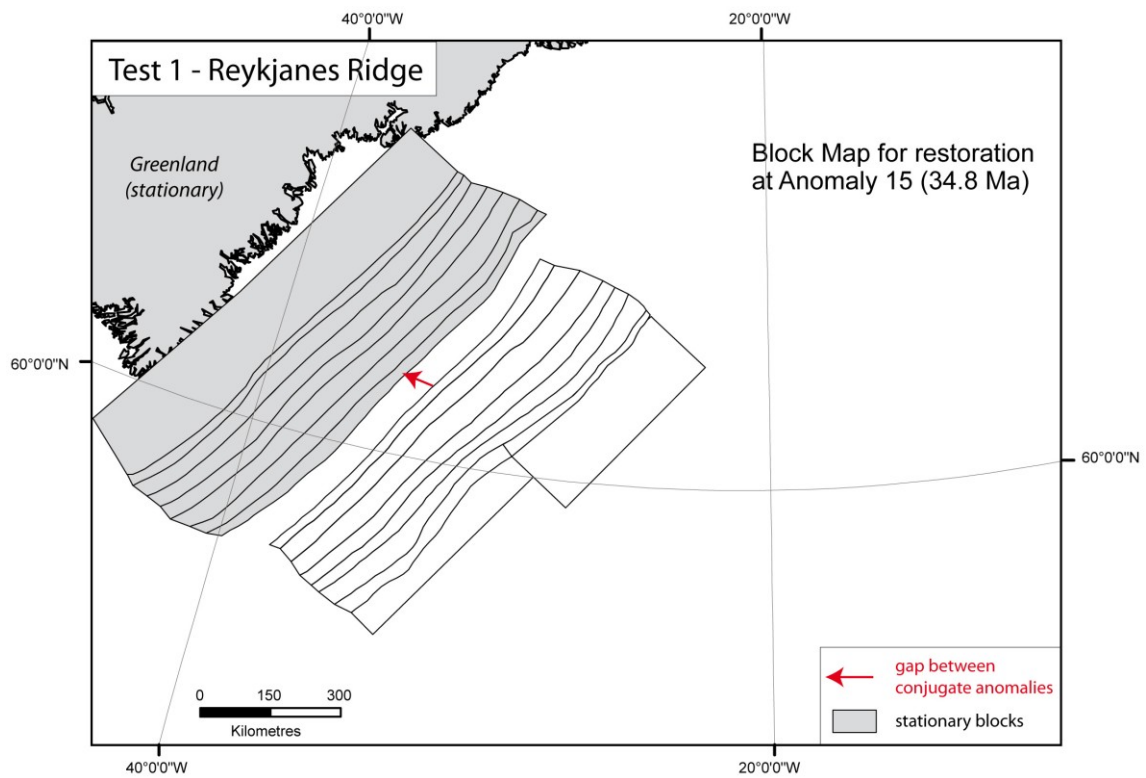 40°0'0"W
20°0'0"W
Test 1 - Reykjanes Ridge
Greenland
(stationary)
Block Map for restoration
at Anomaly 15 (34.8 Ma)
60°0'0"N
60°0'0"N
gap between
conjugate anomalies
stationary blocks
0 150 300
Kilometres
40°0'0"W
20°0'0"W